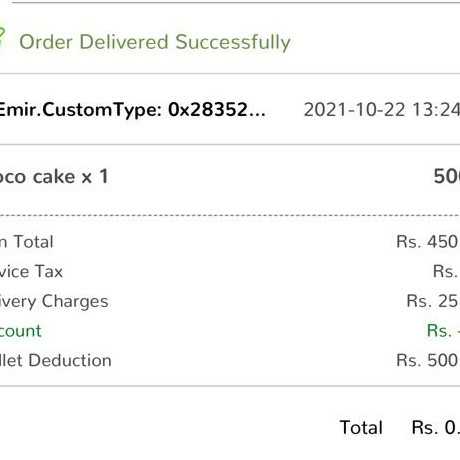 Order Delivered Successfully
Emir.CustomType: 0x28352... 2021-10-22 13:24
oco cake x 1 500
n Total Rs. 450
vice Tax Rs.
ivery Charges Rs. 25
count Rs. -
llet Deduction Rs. 500
Total Rs. 0.